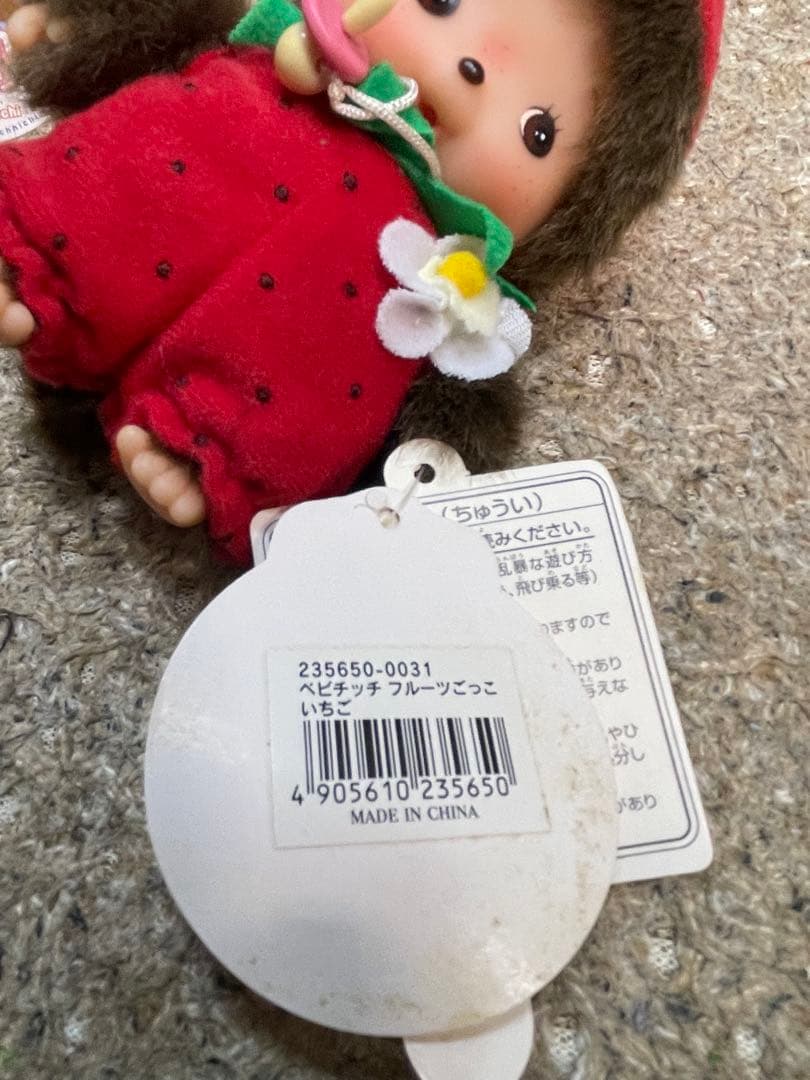 chi
(ちゅうい)
読みください。
乱暴な遊び方
、飛び乗る等)
りますので
があり
与えな
やひ
分し
があり
235650-0031
ベビチッチ フルーツごっこ
いちご
4 905610 235650
MADE IN CHINA